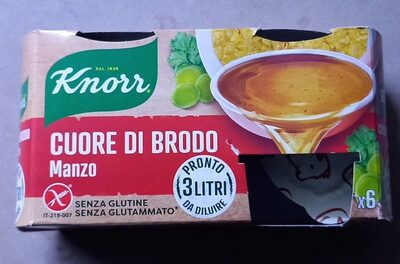 DAL 1838
Knorr
CUORE DI BRODO
Manzo
PRONTO
3 LITRI
DA DILUIRE
SENZA GLUTINE
SENZA GLUTAMMATO*
IT-219-007
x6